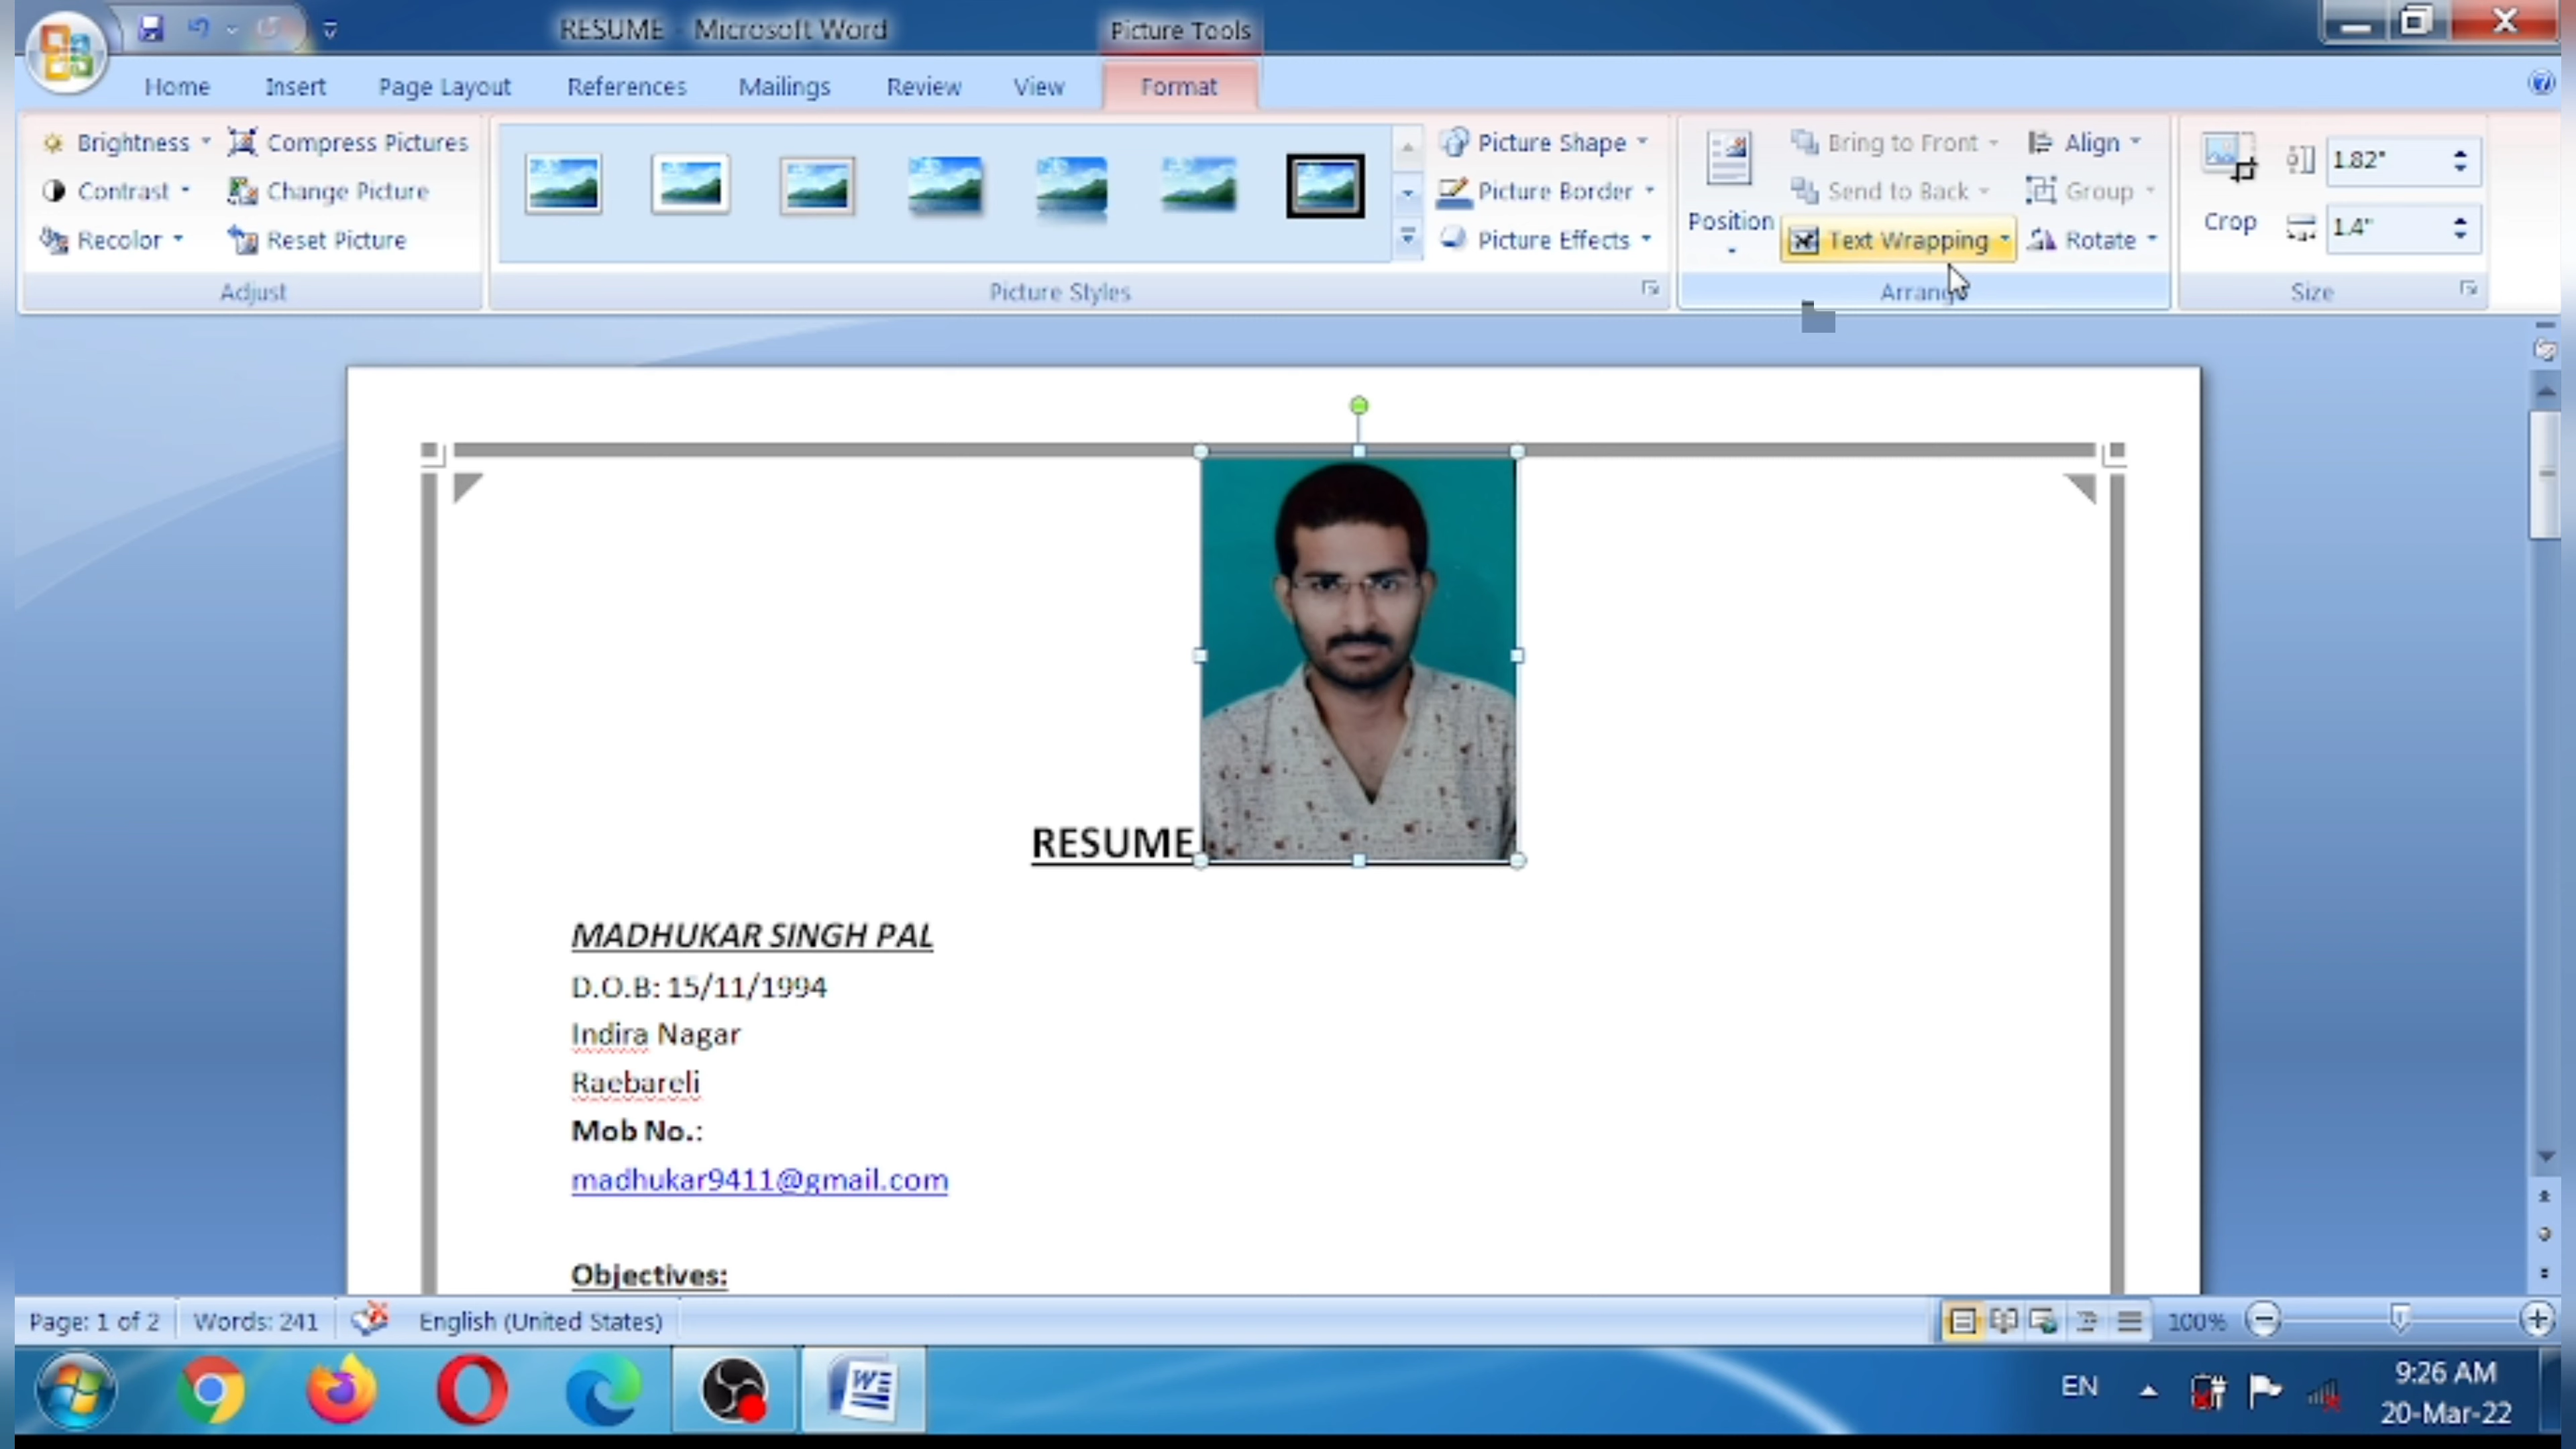 RESUME - Microsoft Word
Picture Tools
Home Insert Page Layout References Mailings Review View Format
Brightness Compress Pictures
Contrast Change Picture
Recolor Reset Picture
Adjust
Picture Shape
Picture Border
Picture Effects
Picture Styles
Position
Bring to Front Align
Send to Back Group
Text Wrapping Rotate
Arrange
Crop
1.82"
1.4"
Size
RESUME
MADHUKAR SINGH PAL
D.O.B: 15/11/1994
Indira Nagar
Raebareli
Mob No.:
madhukar9411@gmail.com
Objectives:
Page: 1 of 2 Words: 241 English (United States) 100%
EN 9:26 AM
20-Mar-22